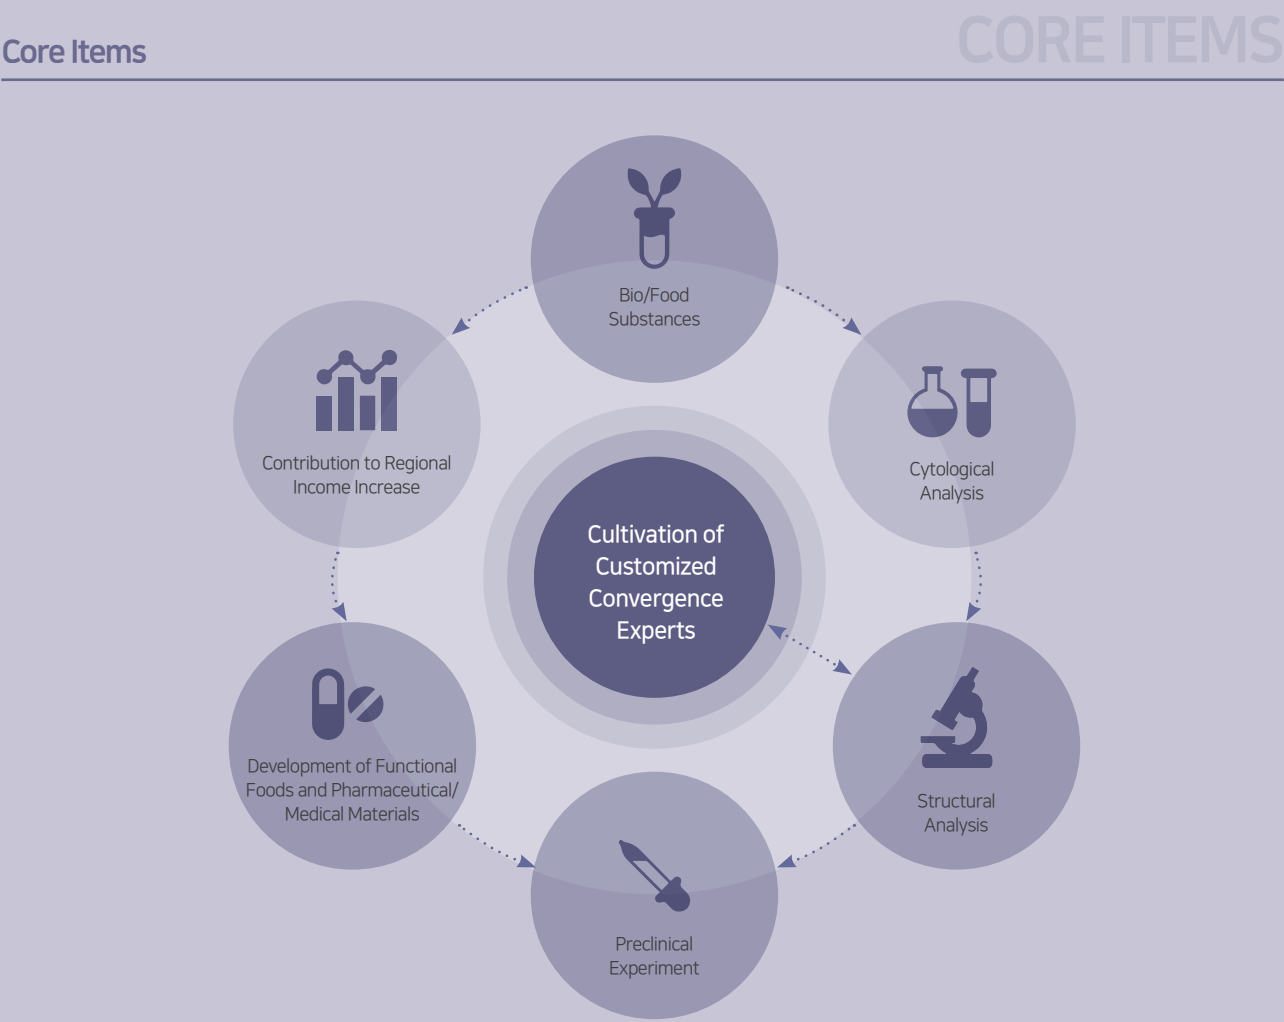 Core Items
CORE ITEMS
Bio/Food
Substances
Contribution to Regional
Income Increase
Cytological
Analysis
Cultivation of
Customized
Convergence
Experts
Development of Functional
Foods and Pharmaceutical/
Medical Materials
Structural
Analysis
Preclinical
Experiment